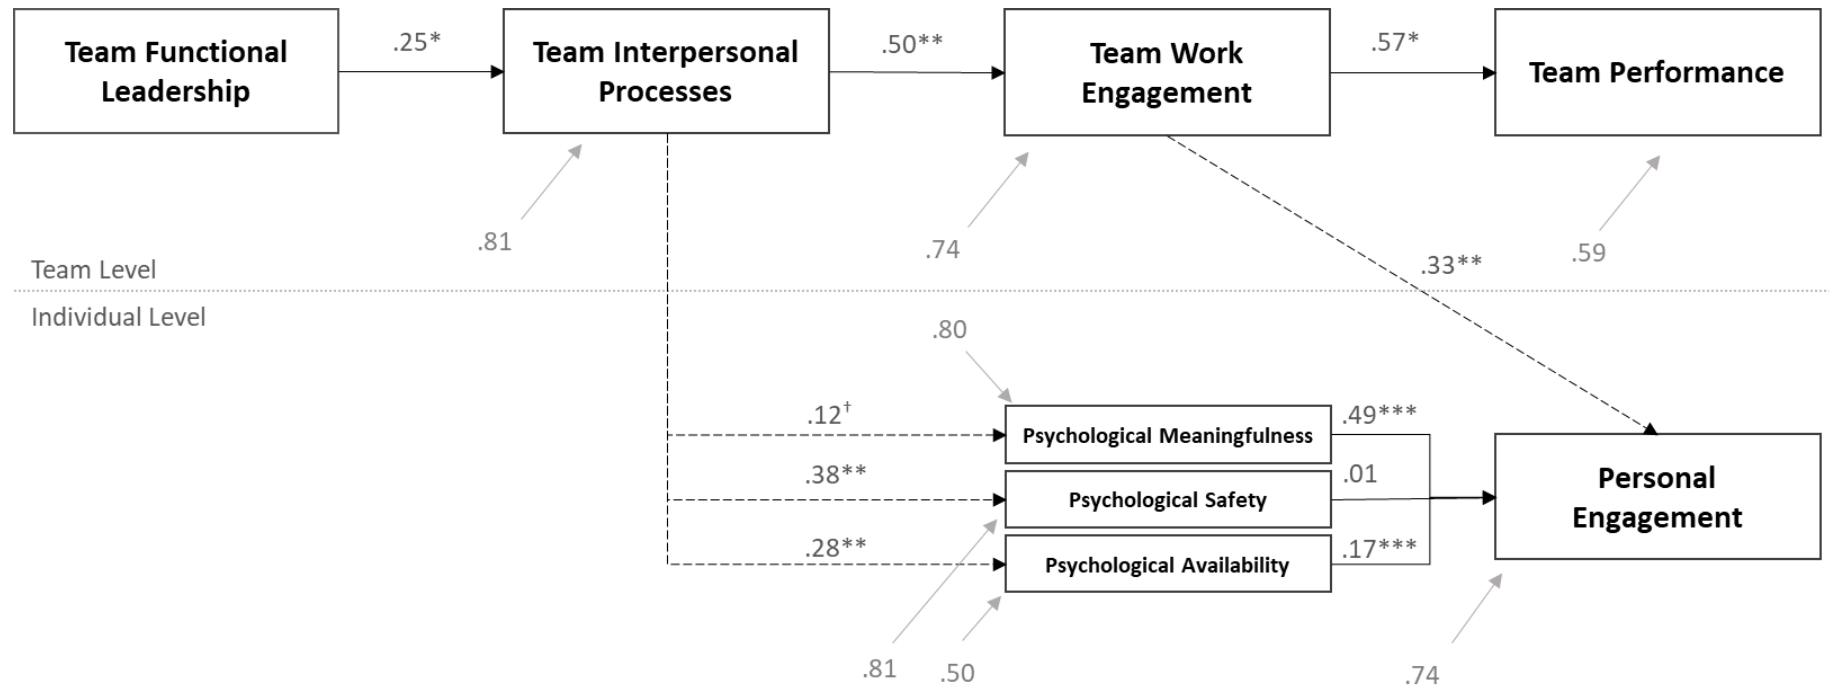 Team Functional
Leadership
.25*
Team Interpersonal
Processes
.50**
Team Work
Engagement
.57*
Team Performance
.81
.74
.59
Team Level
.33**
Individual Level
.80
.12†
Psychological Meaningfulness
.49***
.38**
Psychological Safety
.01
Personal
Engagement
.28**
Psychological Availability
.17***
.81
.50
.74